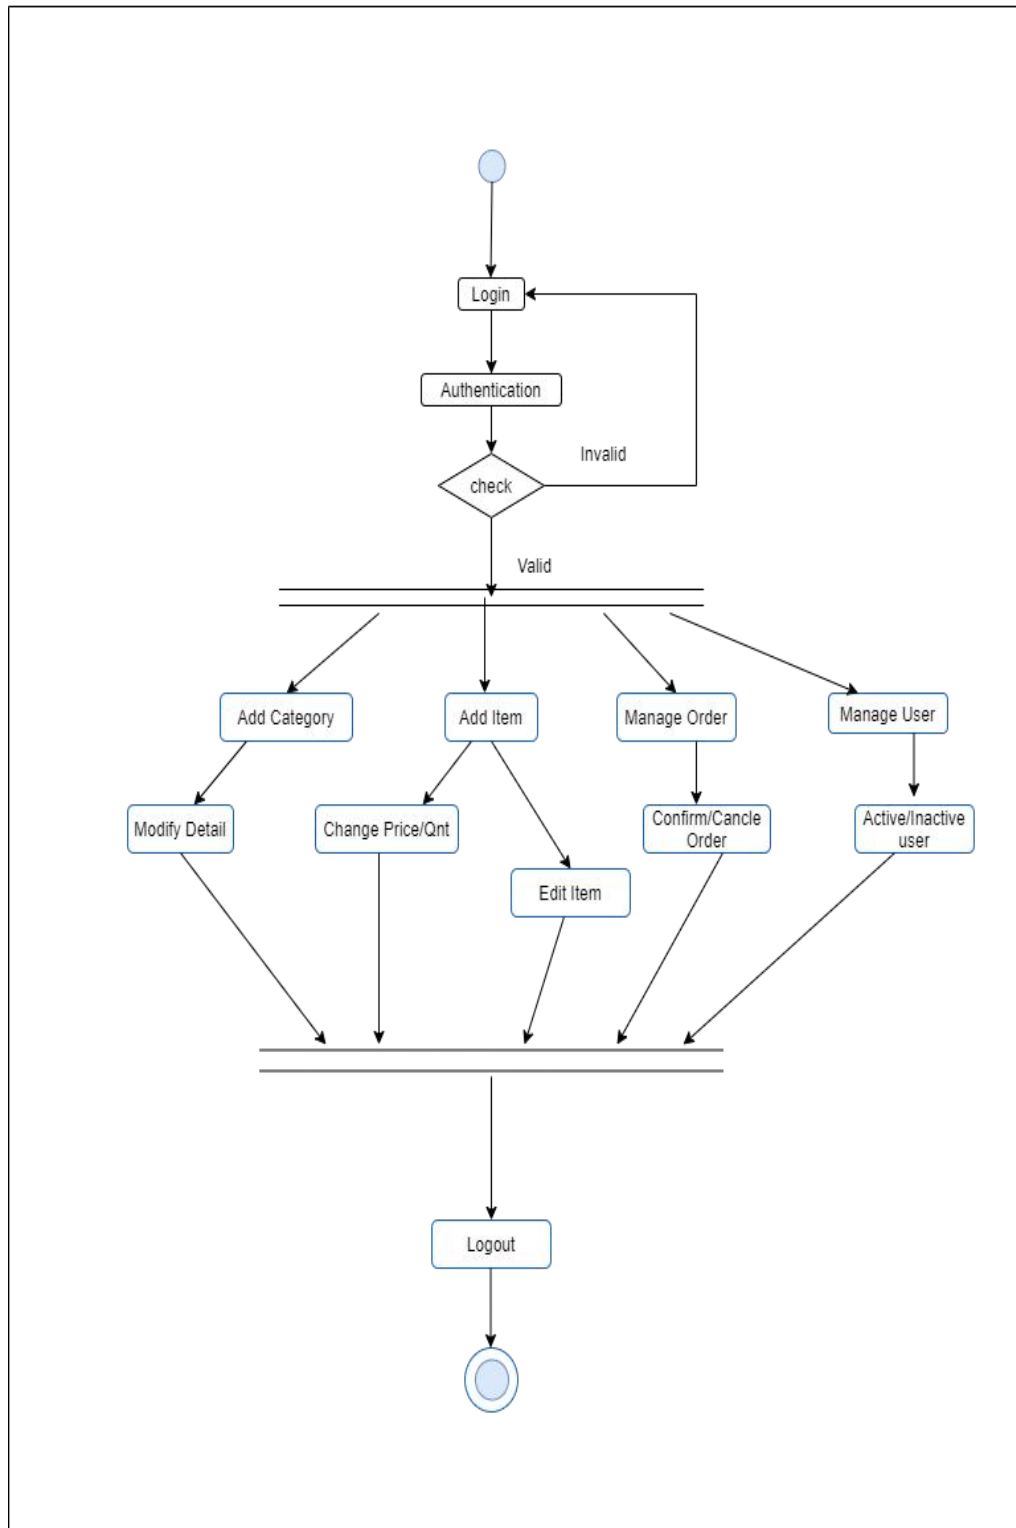 Login
Authentication
Invalid
check
Valid
Add Category
Add Item
Manage Order
Manage User
Modify Detail
Change Price/Qnt
Confirm/Cancle
Order
Active/Inactive
user
Edit Item
Logout